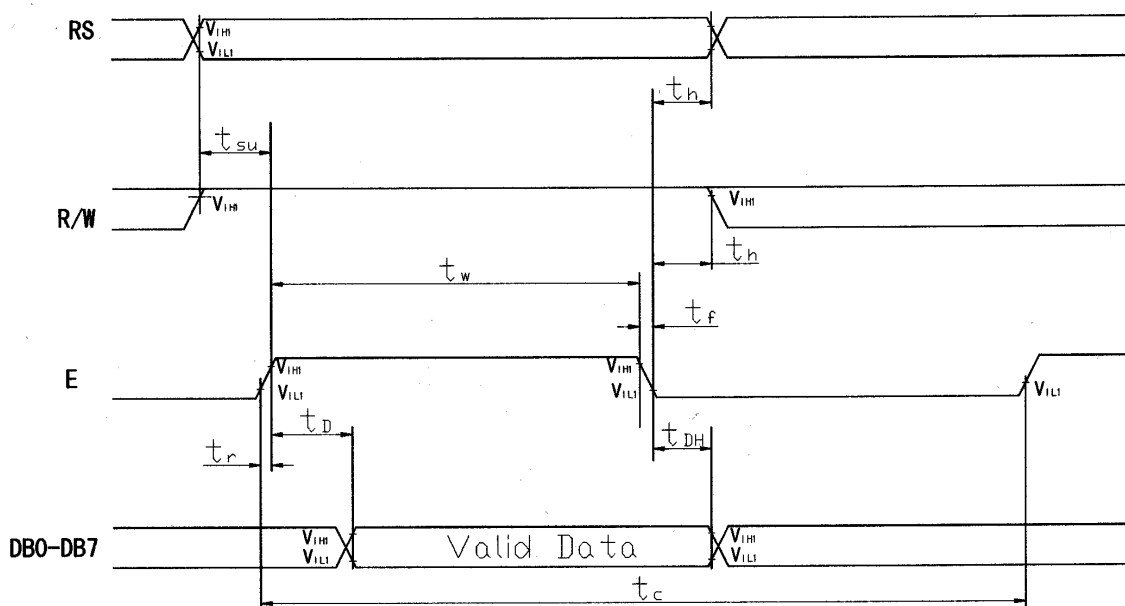 RS
VIH1
VIL1
th
tsu
R/W
VIH1
VIH1
th
tw
tf
E
VIH1
VIL1
VIH1
VIL1
VIL1
tD
tDH
tr
DB0-DB7
VIH1
VIL1
Valid Data
VIH1
VIL1
tc